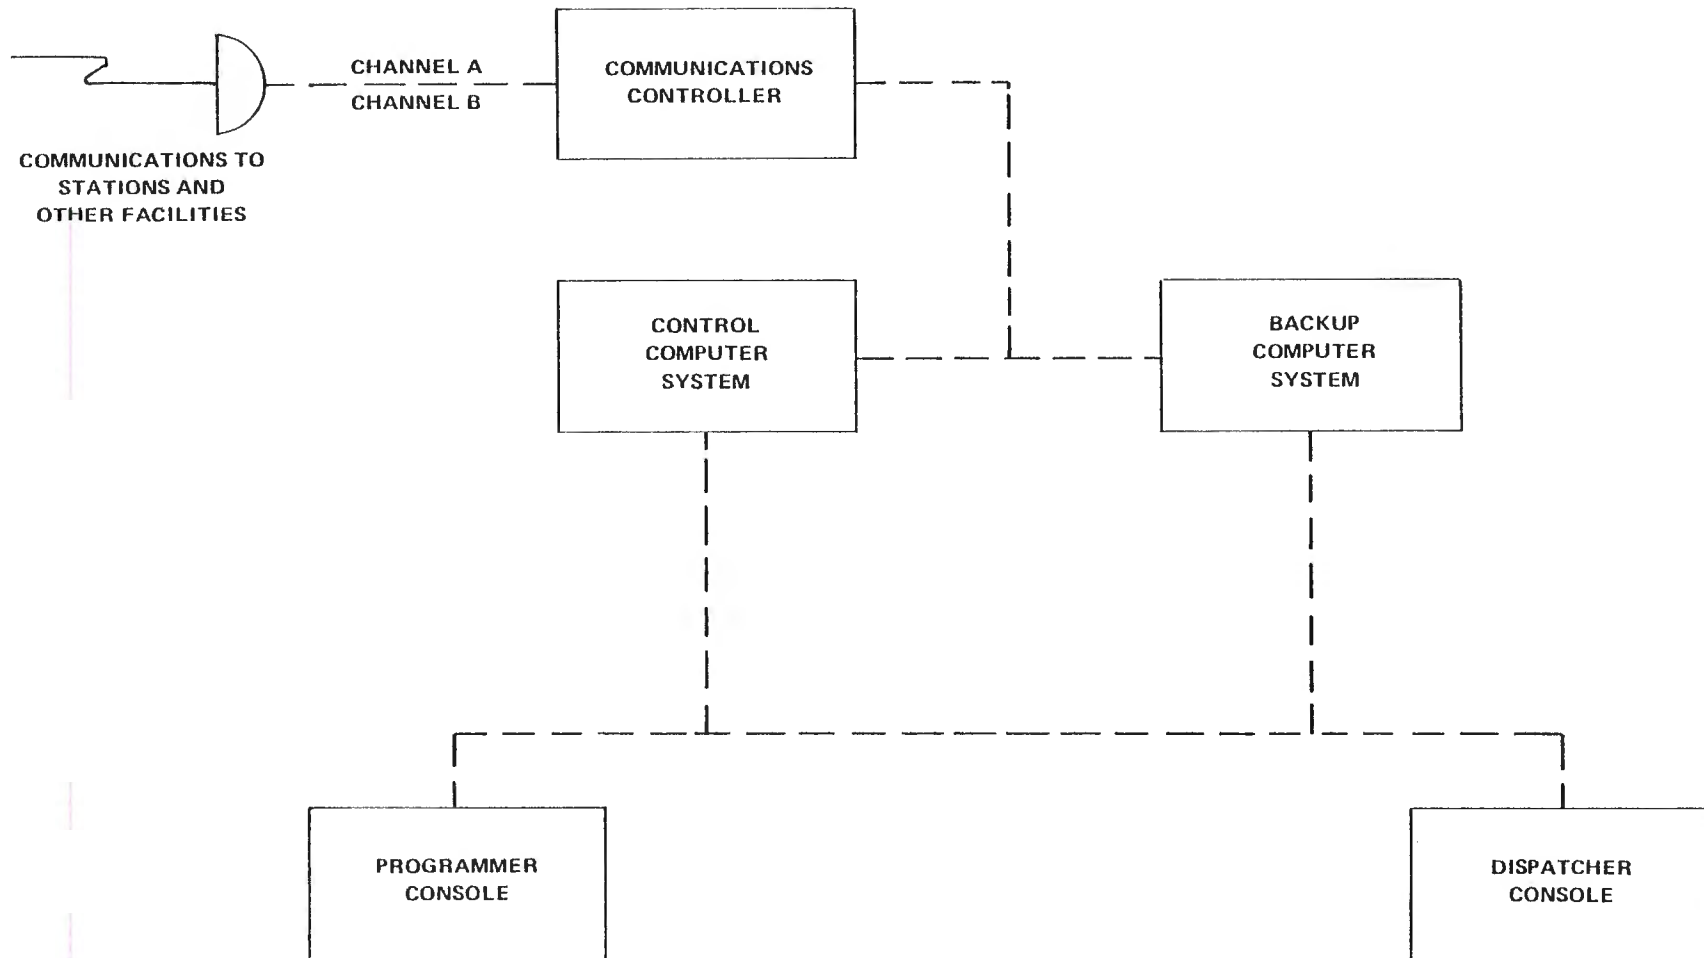 CHANNEL A
CHANNEL B
COMMUNICATIONS
CONTROLLER
COMMUNICATIONS TO
STATIONS AND
OTHER FACILITIES
CONTROL
COMPUTER
SYSTEM
BACKUP
COMPUTER
SYSTEM
PROGRAMMER
CONSOLE
DISPATCHER
CONSOLE